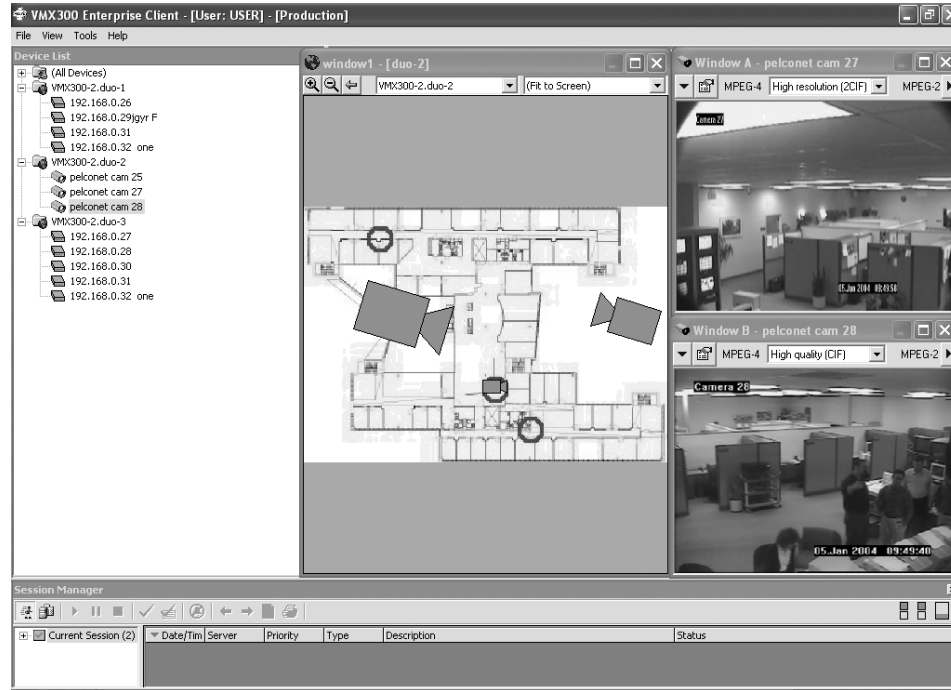 VMX300 Enterprise Client - [User: USER] - [Production]
File View Tools Help
Device List
(All Devices)
VMX300-2.duo-1
192.168.0.26
192.168.0.29jgyr F
192.168.0.31
192.168.0.32 one
VMX300-2.duo-2
pelconet cam 25
pelconet cam 27
pelconet cam 28
VMX300-2.duo-3
192.168.0.27
192.168.0.28
192.168.0.30
192.168.0.31
192.168.0.32 one
window1 - [duo-2]
VMX300-2.duo-2 (Fit to Screen)
Window A - pelconet cam 27
MPEG-4 High resolution (2CIF) MPEG-2
Camera 27
05.Jan 2004 09:49:50
Window B - pelconet cam 28
MPEG-4 High quality (CIF) MPEG-2
Camera 28
05.Jan 2004 09:49:40
Session Manager
Current Session (2) Date/Tim Server Priority Type Description Status